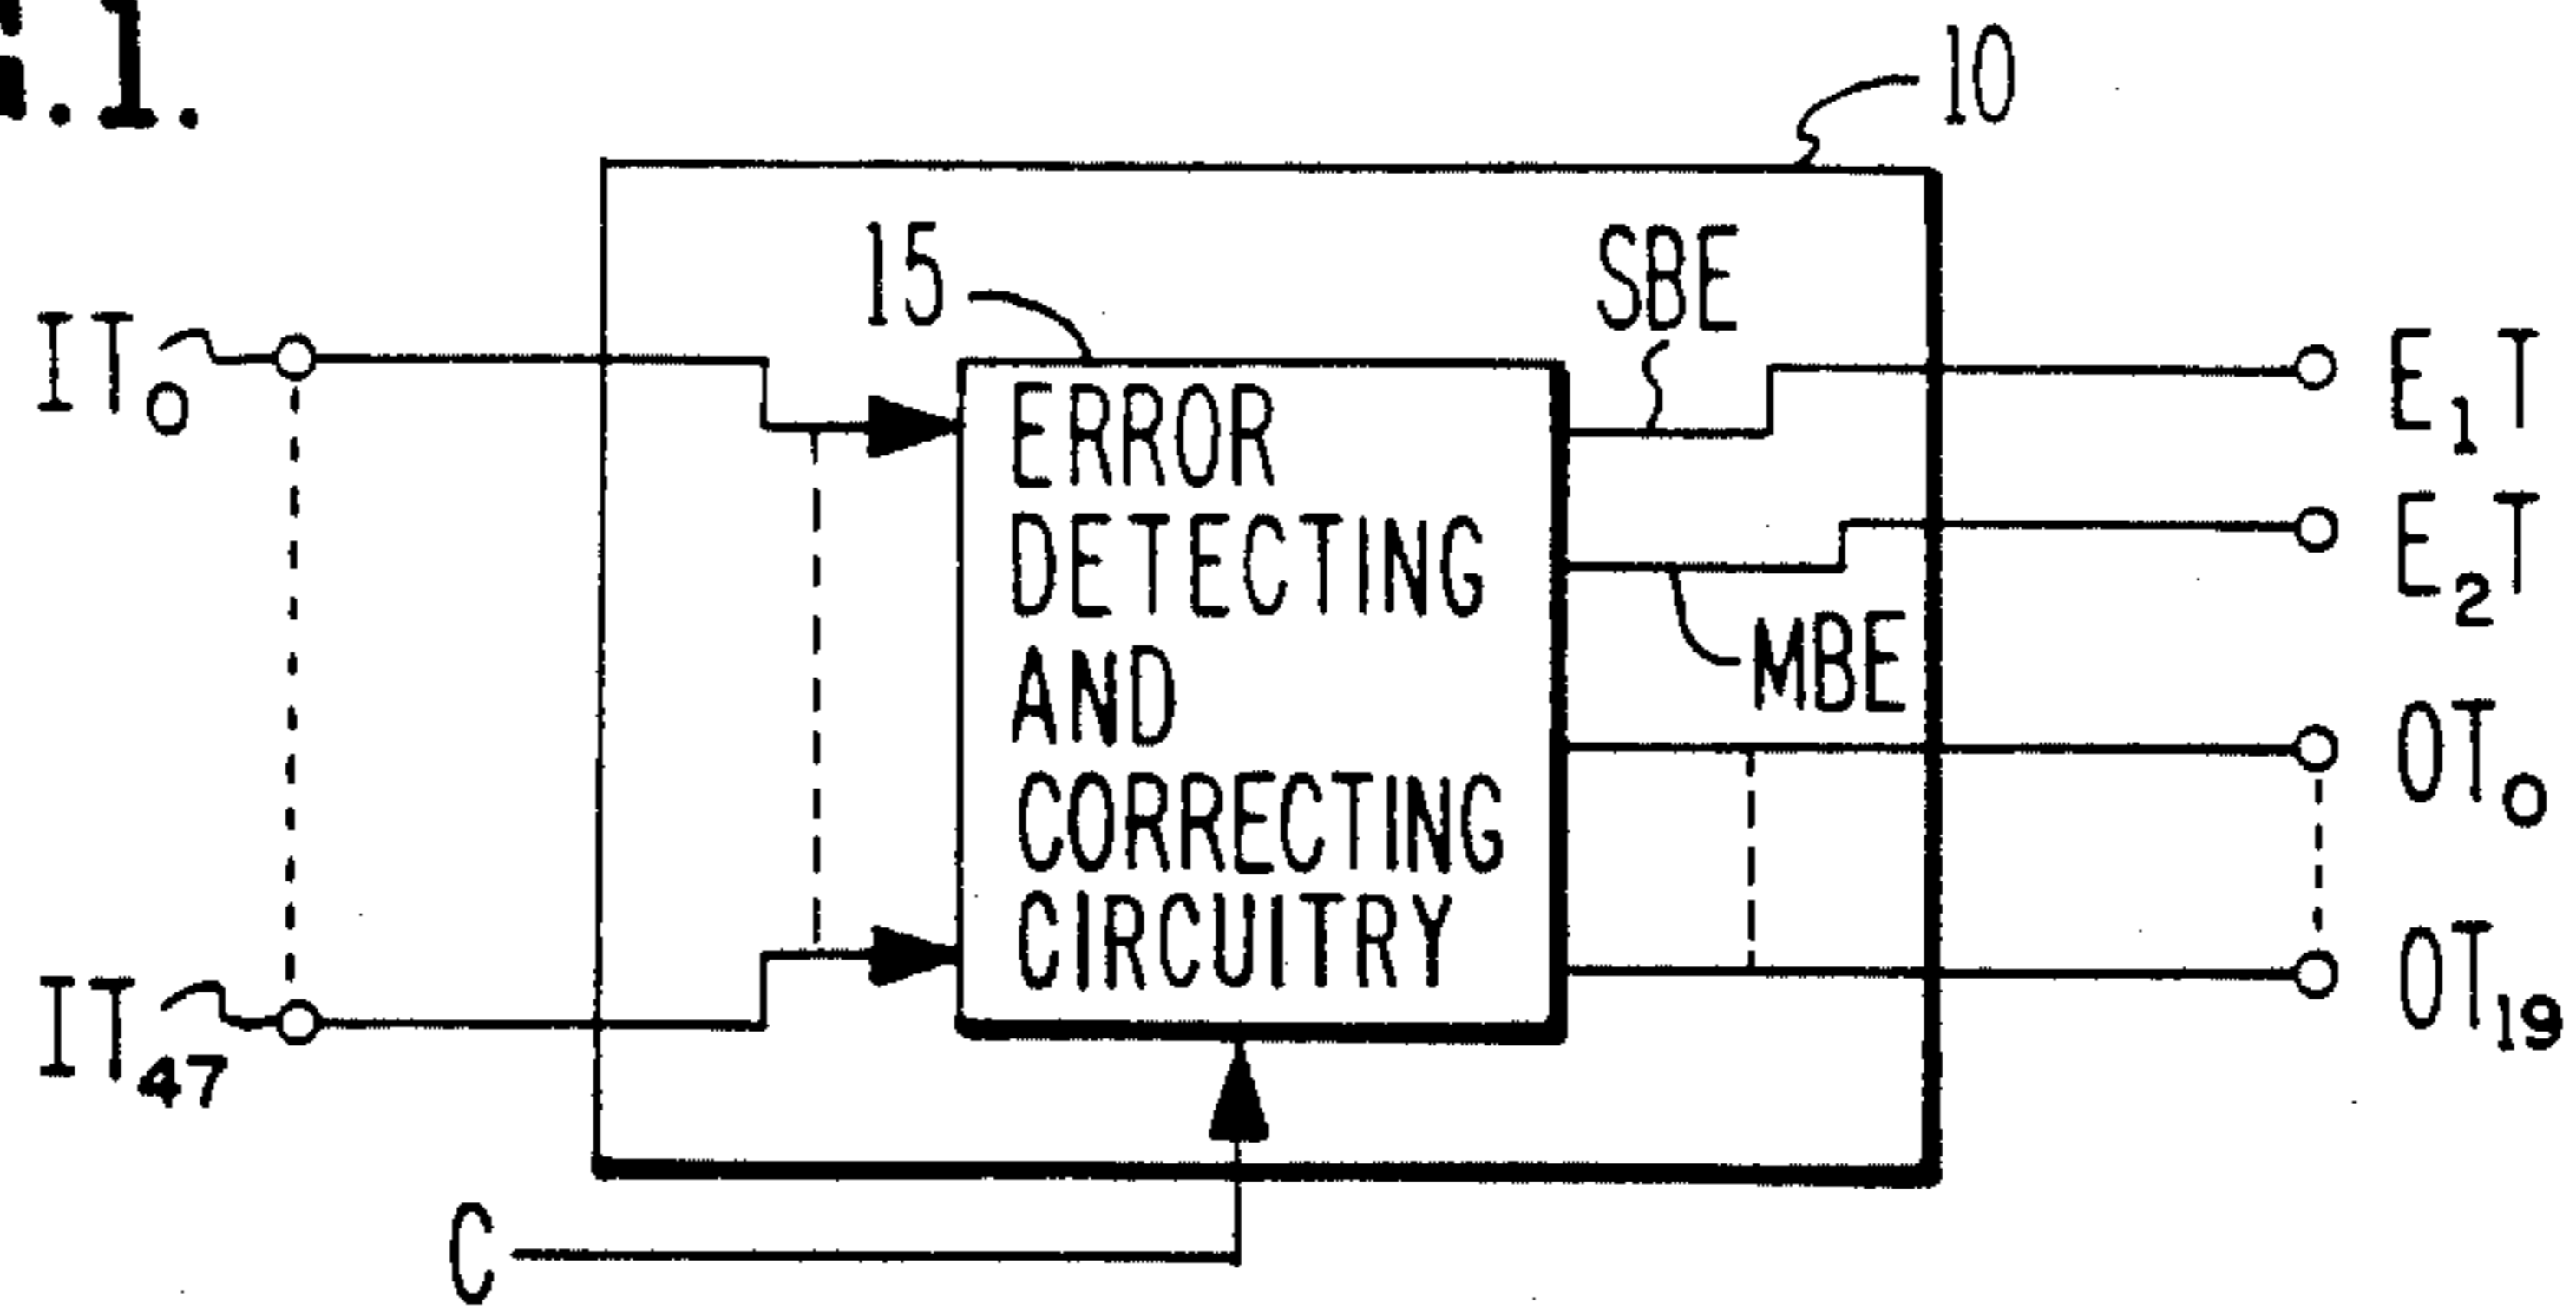 .1.
10
15
SBE
IT0
E1T
ERROR
DETECTING
AND
CORRECTING
CIRCUITRY
E2T
MBE
OT0
IT47
OT19
C